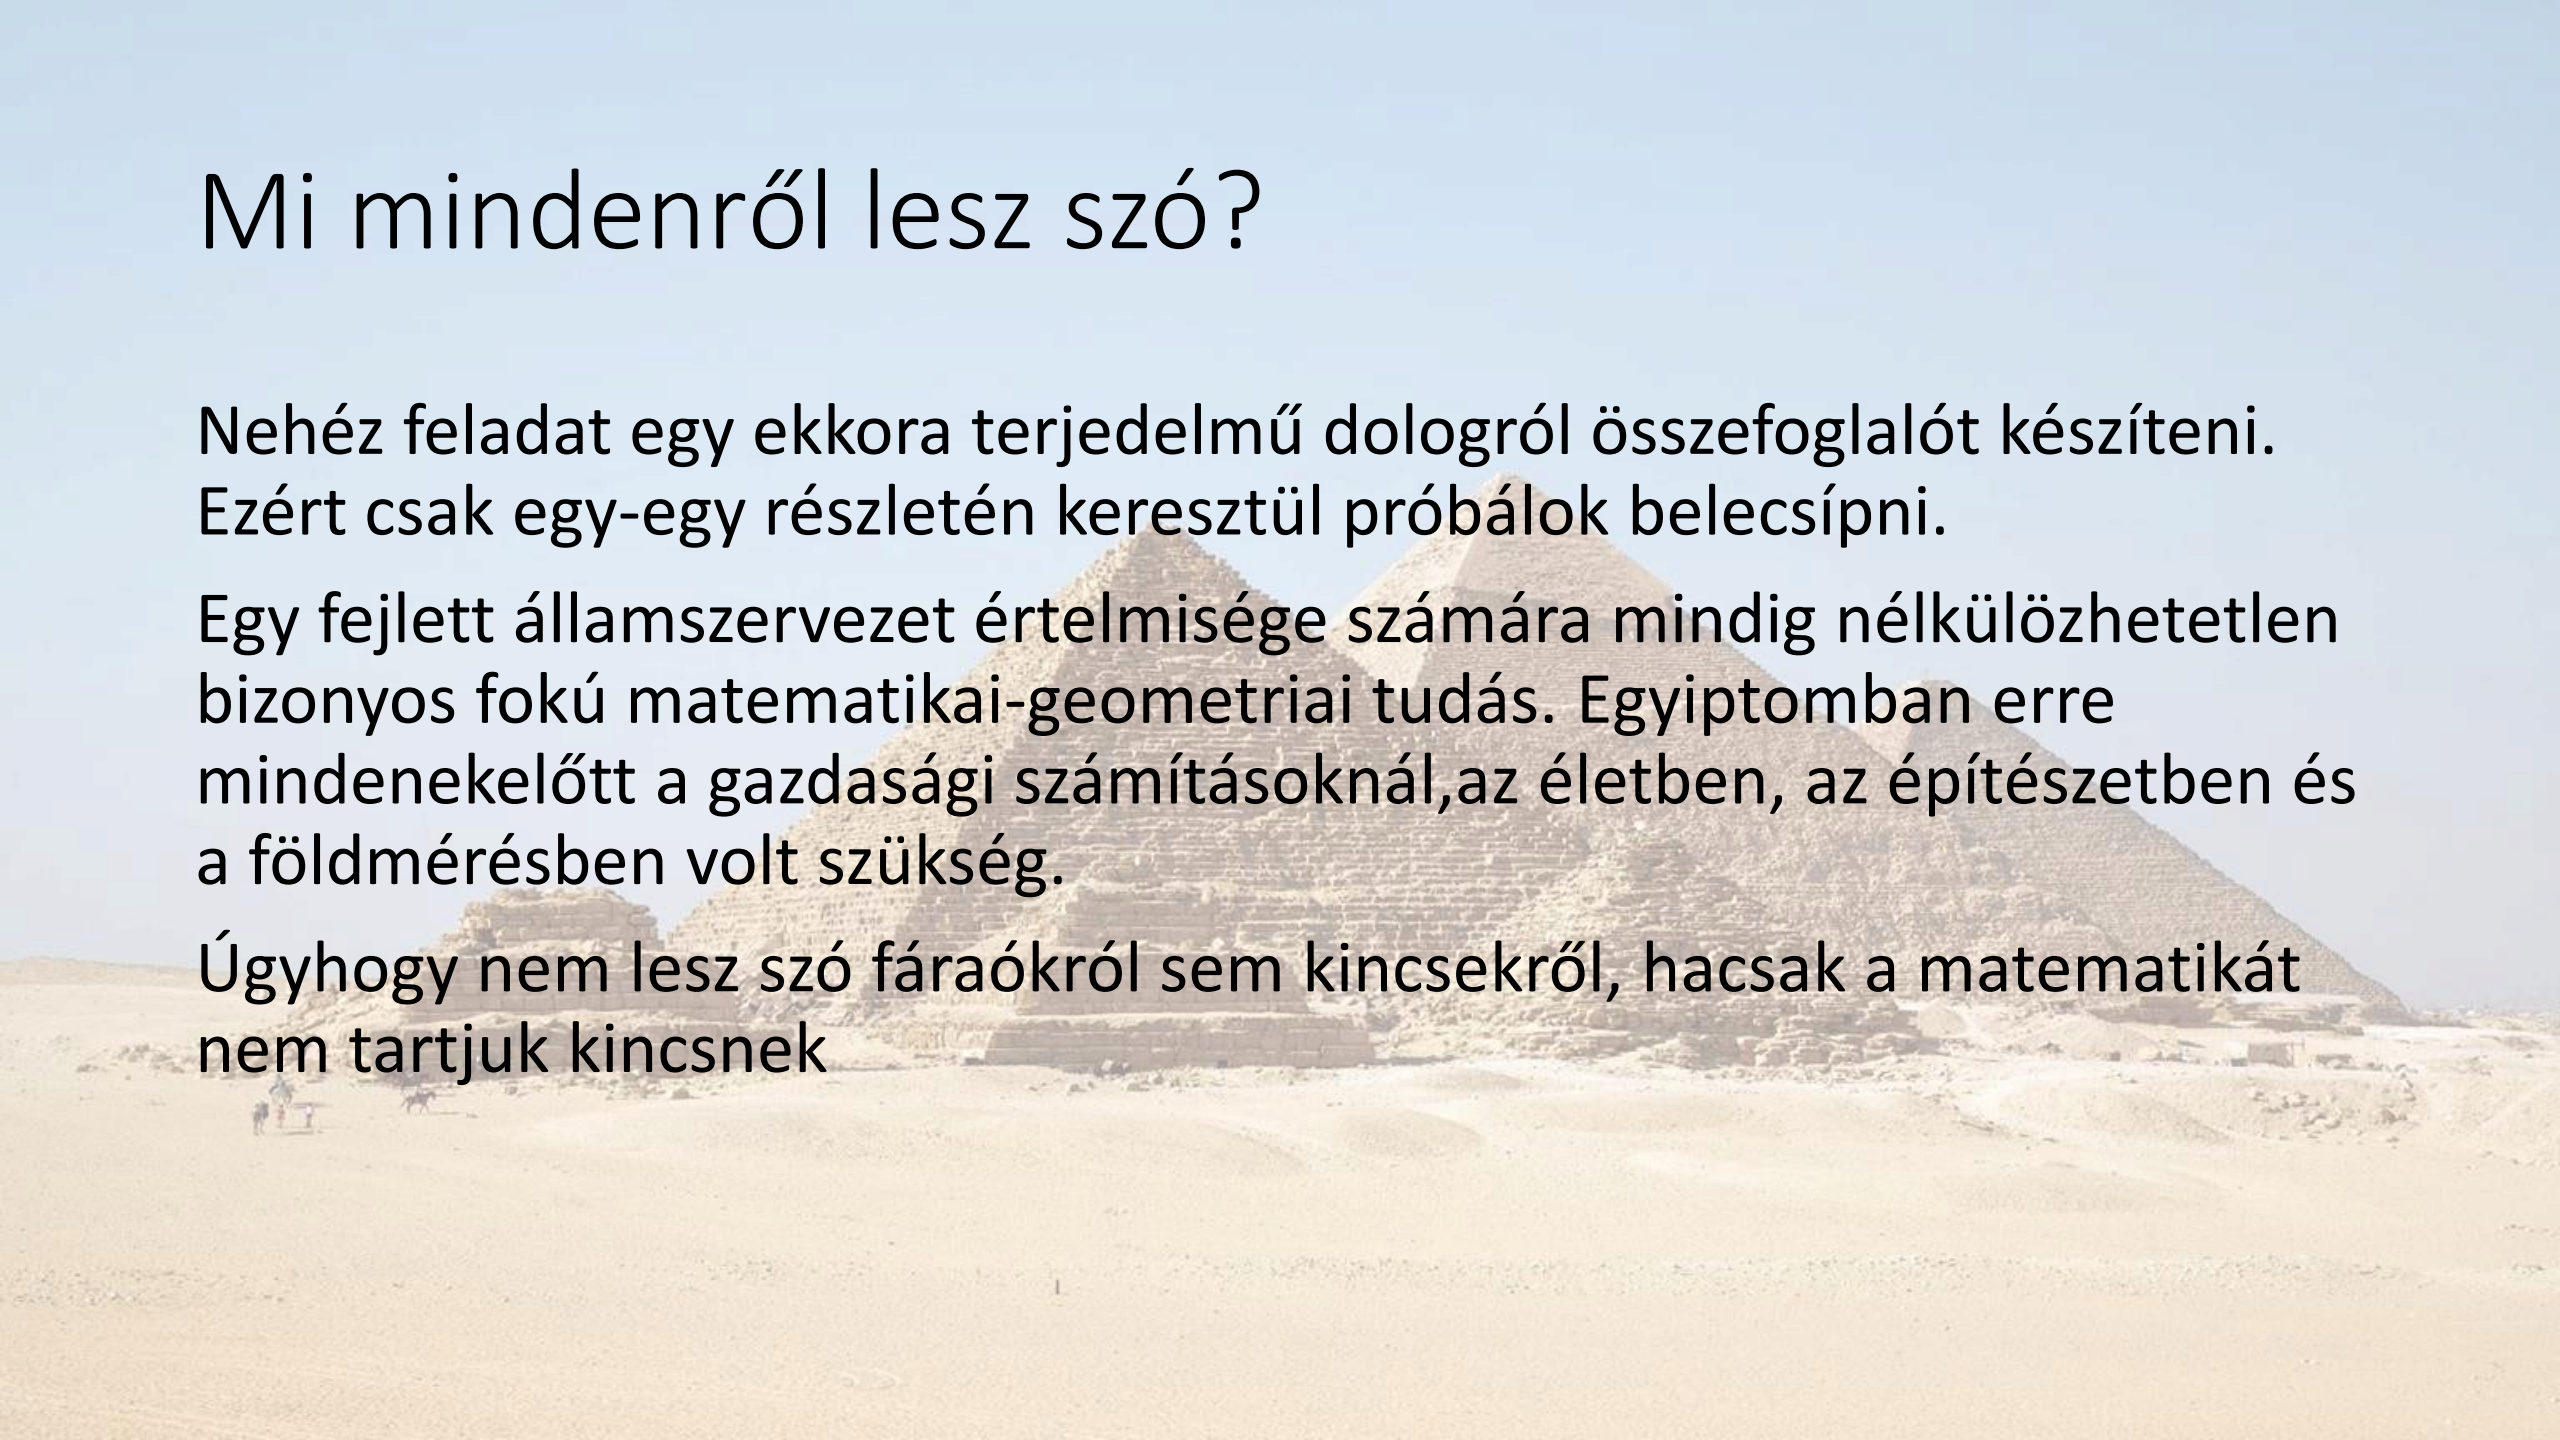 Mi mindenről lesz szó?
Nehéz feladat egy ekkora terjedelmű dologról összefoglalót készíteni.
Ezért csak egy-egy részletén keresztül próbálok belecsípni.
Egy fejlett államszervezet értelmisége számára mindig nélkülözhetetlen
bizonyos fokú matematikai-geometriai tudás. Egyiptomban erre
mindenekelőtt a gazdasági számításoknál,az életben, az építészetben és
a földmérésben volt szükség.
Úgyhogy nem lesz szó fáraókról sem kincsekről, hacsak a matematikát
nem tartjuk kincsnek